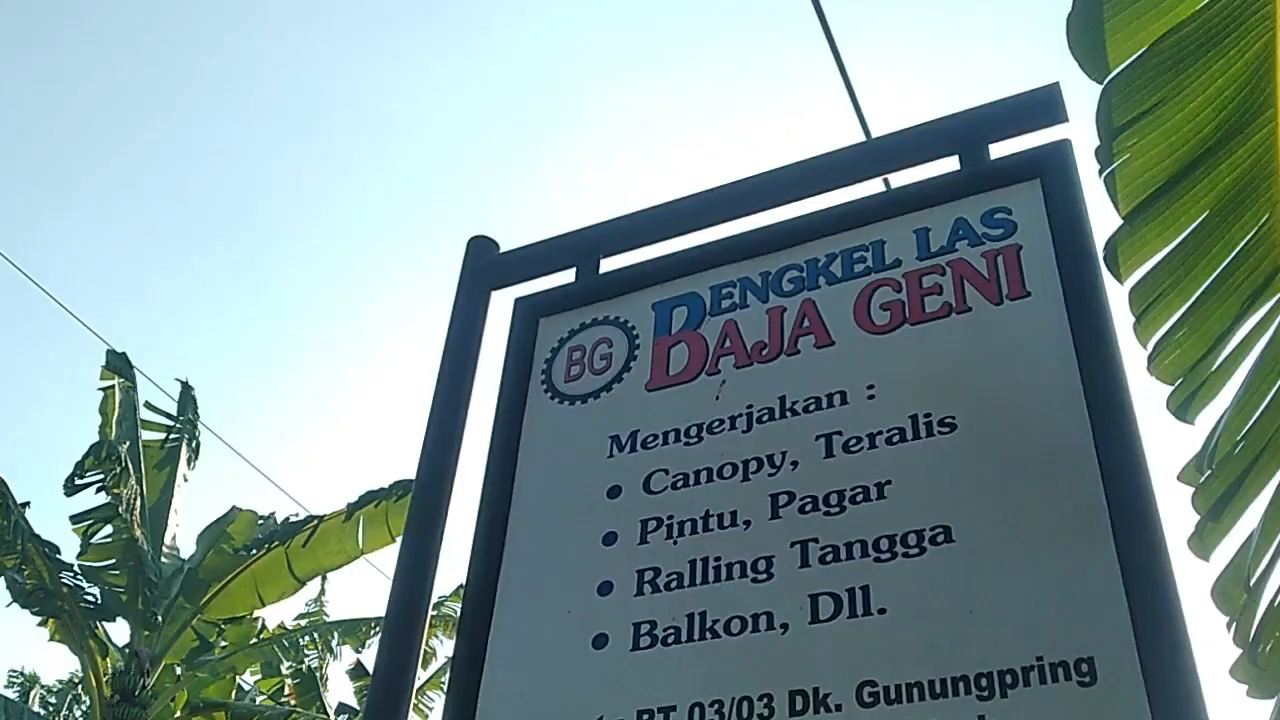 BENGKEL LAS
BAJA GENI
BG
Mengerjakan :
• Canopy, Teralis
• Pintu, Pagar
• Ralling Tangga
• Balkon, Dll.
RT 03/03 Dk. Gunungpring